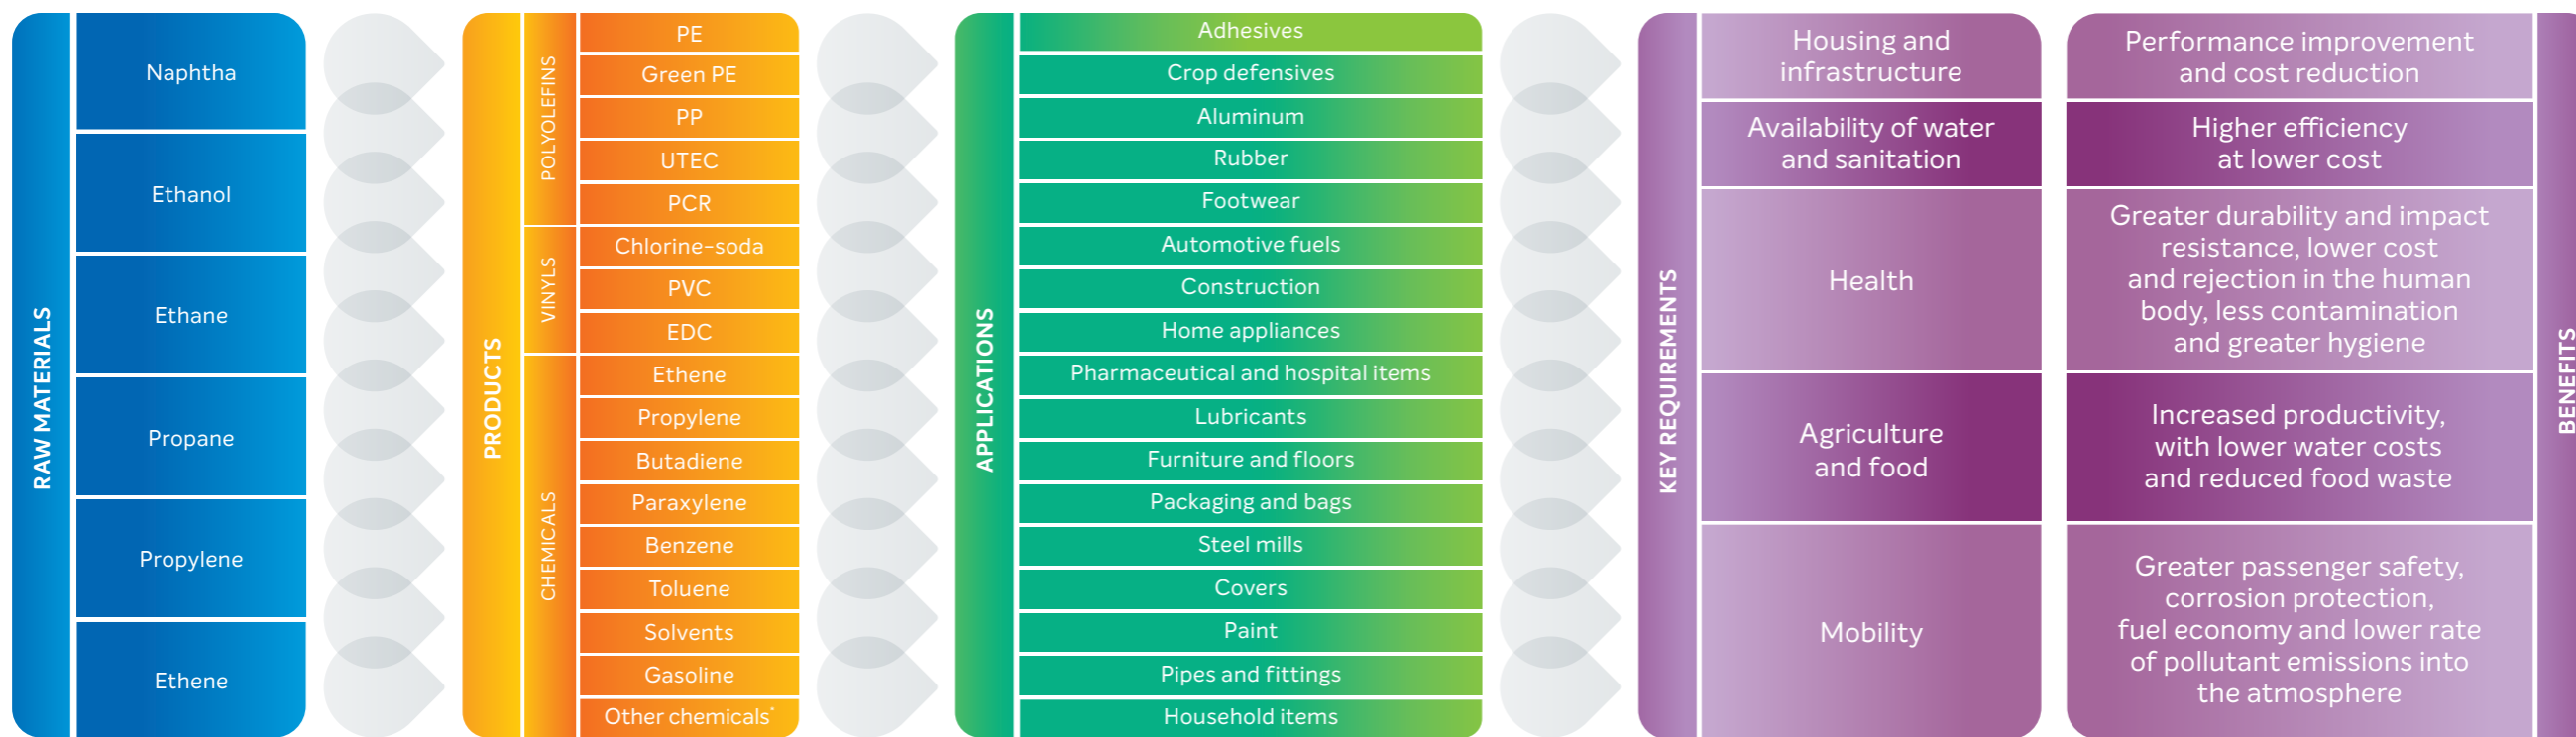 RAW MATERIALS
Naphtha
Ethanol
Ethane
Propane
Propylene
Ethene
PRODUCTS
POLYOLEFINS
PE
Green PE
PP
UTEC
PCR
VINYLS
Chlorine-soda
PVC
EDC
CHEMICALS
Ethene
Propylene
Butadiene
Paraxylene
Benzene
Toluene
Solvents
Gasoline
Other chemicals*
APPLICATIONS
Adhesives
Crop defensives
Aluminum
Rubber
Footwear
Automotive fuels
Construction
Home appliances
Pharmaceutical and hospital items
Lubricants
Furniture and floors
Packaging and bags
Steel mills
Covers
Paint
Pipes and fittings
Household items
KEY REQUIREMENTS
Housing and
infrastructure
Availability of water
and sanitation
Health
Agriculture
and food
Mobility
Performance improvement
and cost reduction
Higher efficiency
at lower cost
Greater durability and impact
resistance, lower cost
and rejection in the human
body, less contamination
and greater hygiene
Increased productivity,
with lower water costs
and reduced food waste
Greater passenger safety,
corrosion protection,
fuel economy and lower rate
of pollutant emissions into
the atmosphere
BENEFITS